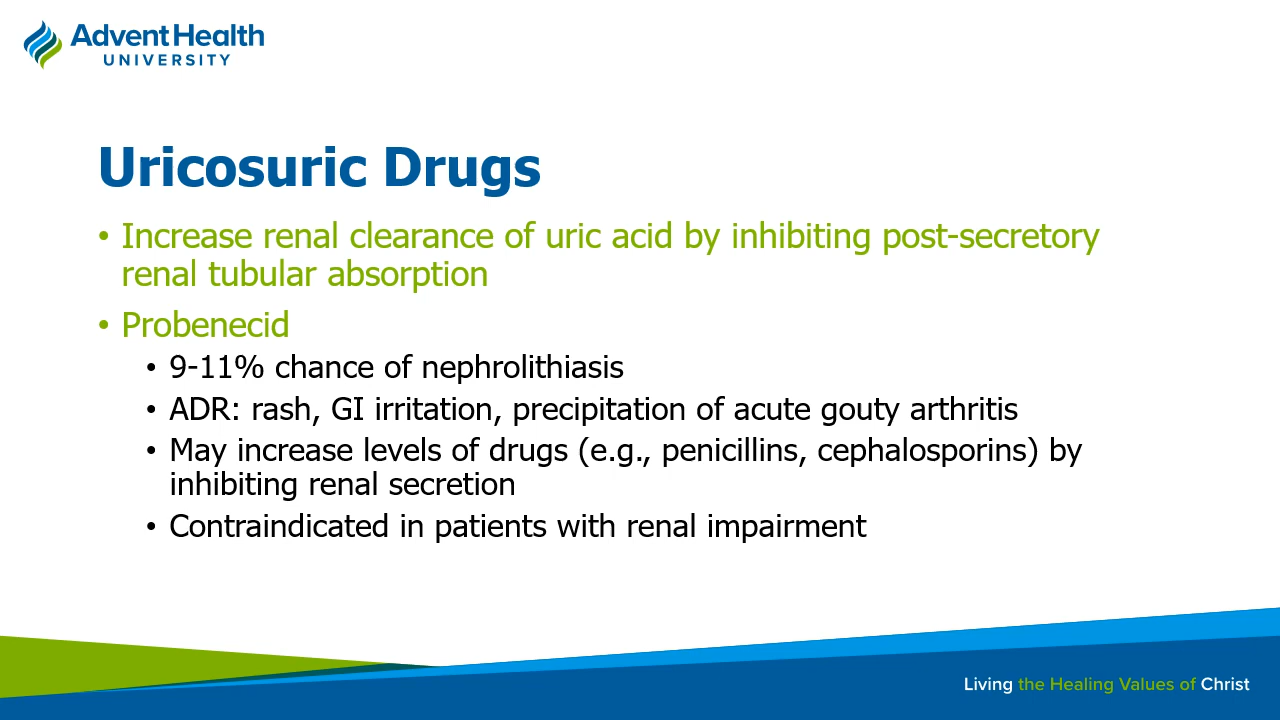 AdventHealth
UNIVERSITY
Uricosuric Drugs
• Increase renal clearance of uric acid by inhibiting post-secretory
renal tubular absorption
• Probenecid
• 9-11% chance of nephrolithiasis
• ADR: rash, GI irritation, precipitation of acute gouty arthritis
• May increase levels of drugs (e.g., penicillins, cephalosporins) by
inhibiting renal secretion
• Contraindicated in patients with renal impairment
Living the Healing Values of Christ